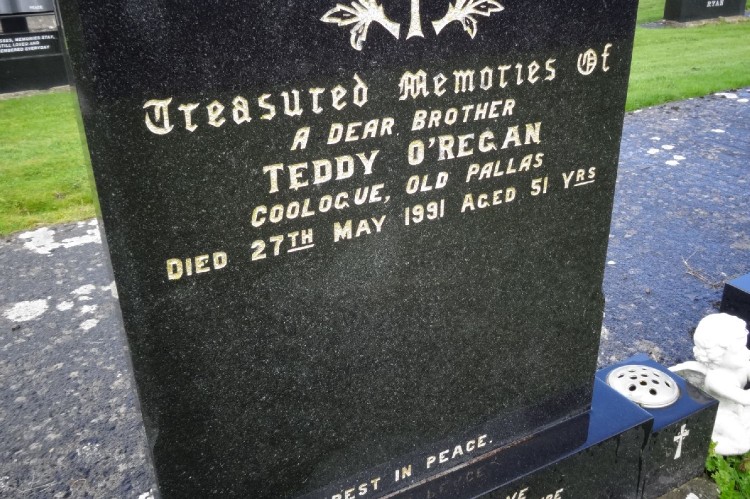 RYAN
Treasured Memories Of
A DEAR BROTHER
TEDDY O'REGAN
COOLOGUE, OLD PALLAS
DIED 27TH MAY 1991 AGED 51 YRS
REST IN PEACE.